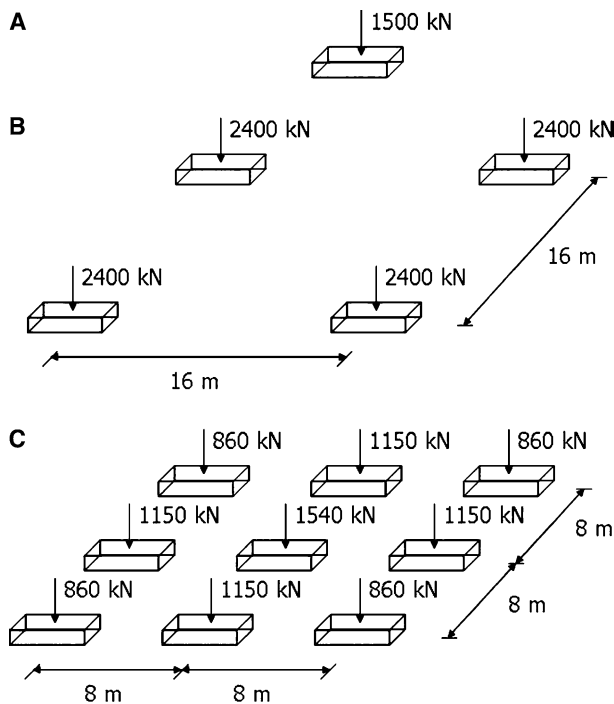 A
1500 kN
B
2400 kN 2400 kN
2400 kN 2400 kN
16 m
16 m
C
860 kN 1150 kN 860 kN
1150 kN 1540 kN 1150 kN
8 m
860 kN 1150 kN 860 kN
8 m
8 m 8 m